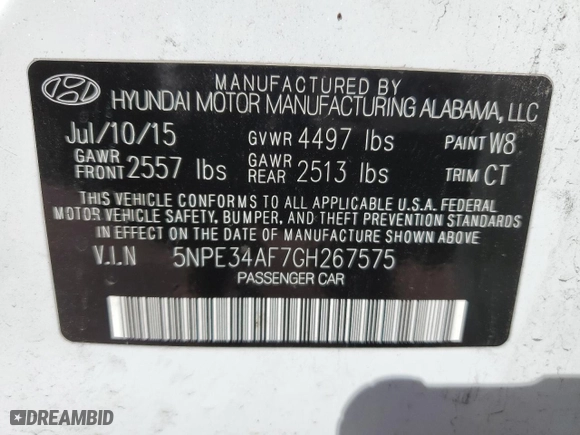 MANUFACTURED BY
HYUNDAI MOTOR MANUFACTURING ALABAMA, LLC
Jul/10/15 GVWR 4497 lbs PAINT W8
GAWR FRONT 2557 lbs GAWR REAR 2513 lbs TRIM CT
THIS VEHICLE CONFORMS TO ALL APPLICABLE U.S.A. FEDERAL
MOTOR VEHICLE SAFETY, BUMPER, AND THEFT PREVENTION STANDARDS
IN EFFECT ON THE DATE OF MANUFACTURE SHOWN ABOVE.
V.I.N 5NPE34AF7GH267575
PASSENGER CAR
DREAMBID